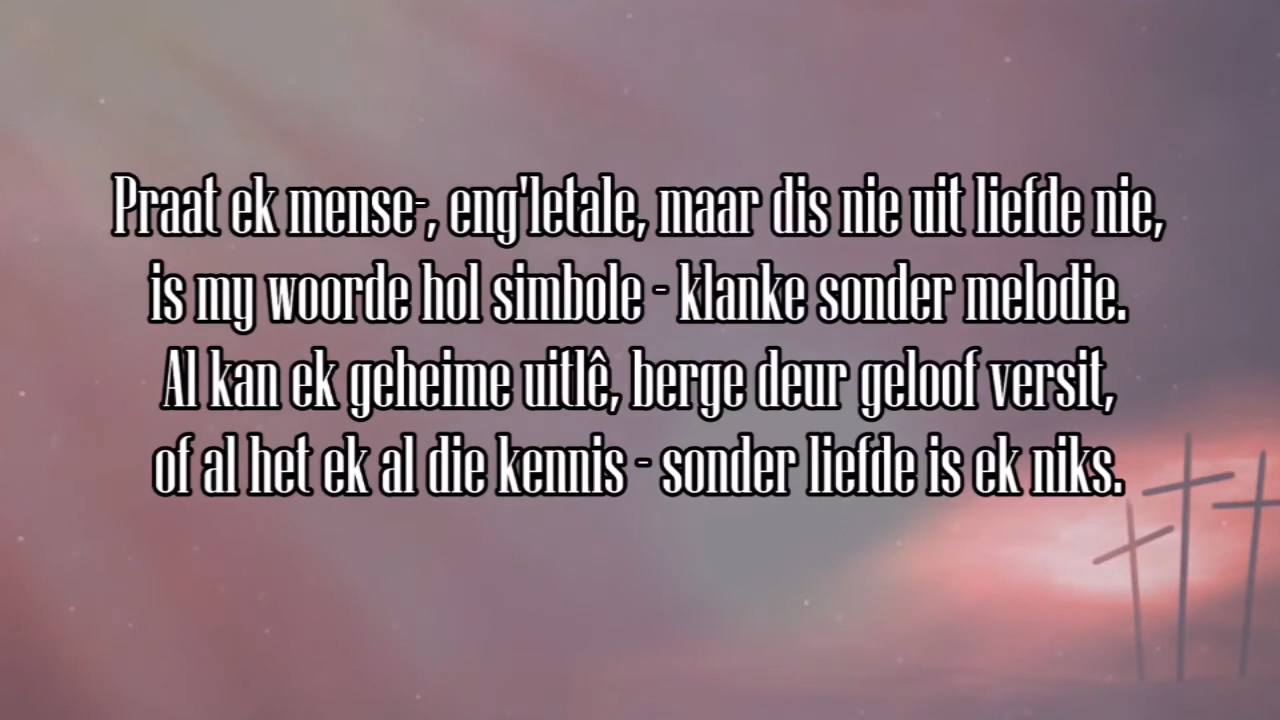 Praat ek mense-, eng'letale, maar dis nie uit liefde nie,
is my woorde hol simbole - klanke sonder melodie.
Al kan ek geheime uitlê, berge deur geloof versit,
of al het ek al die kennis - sonder liefde is ek niks.